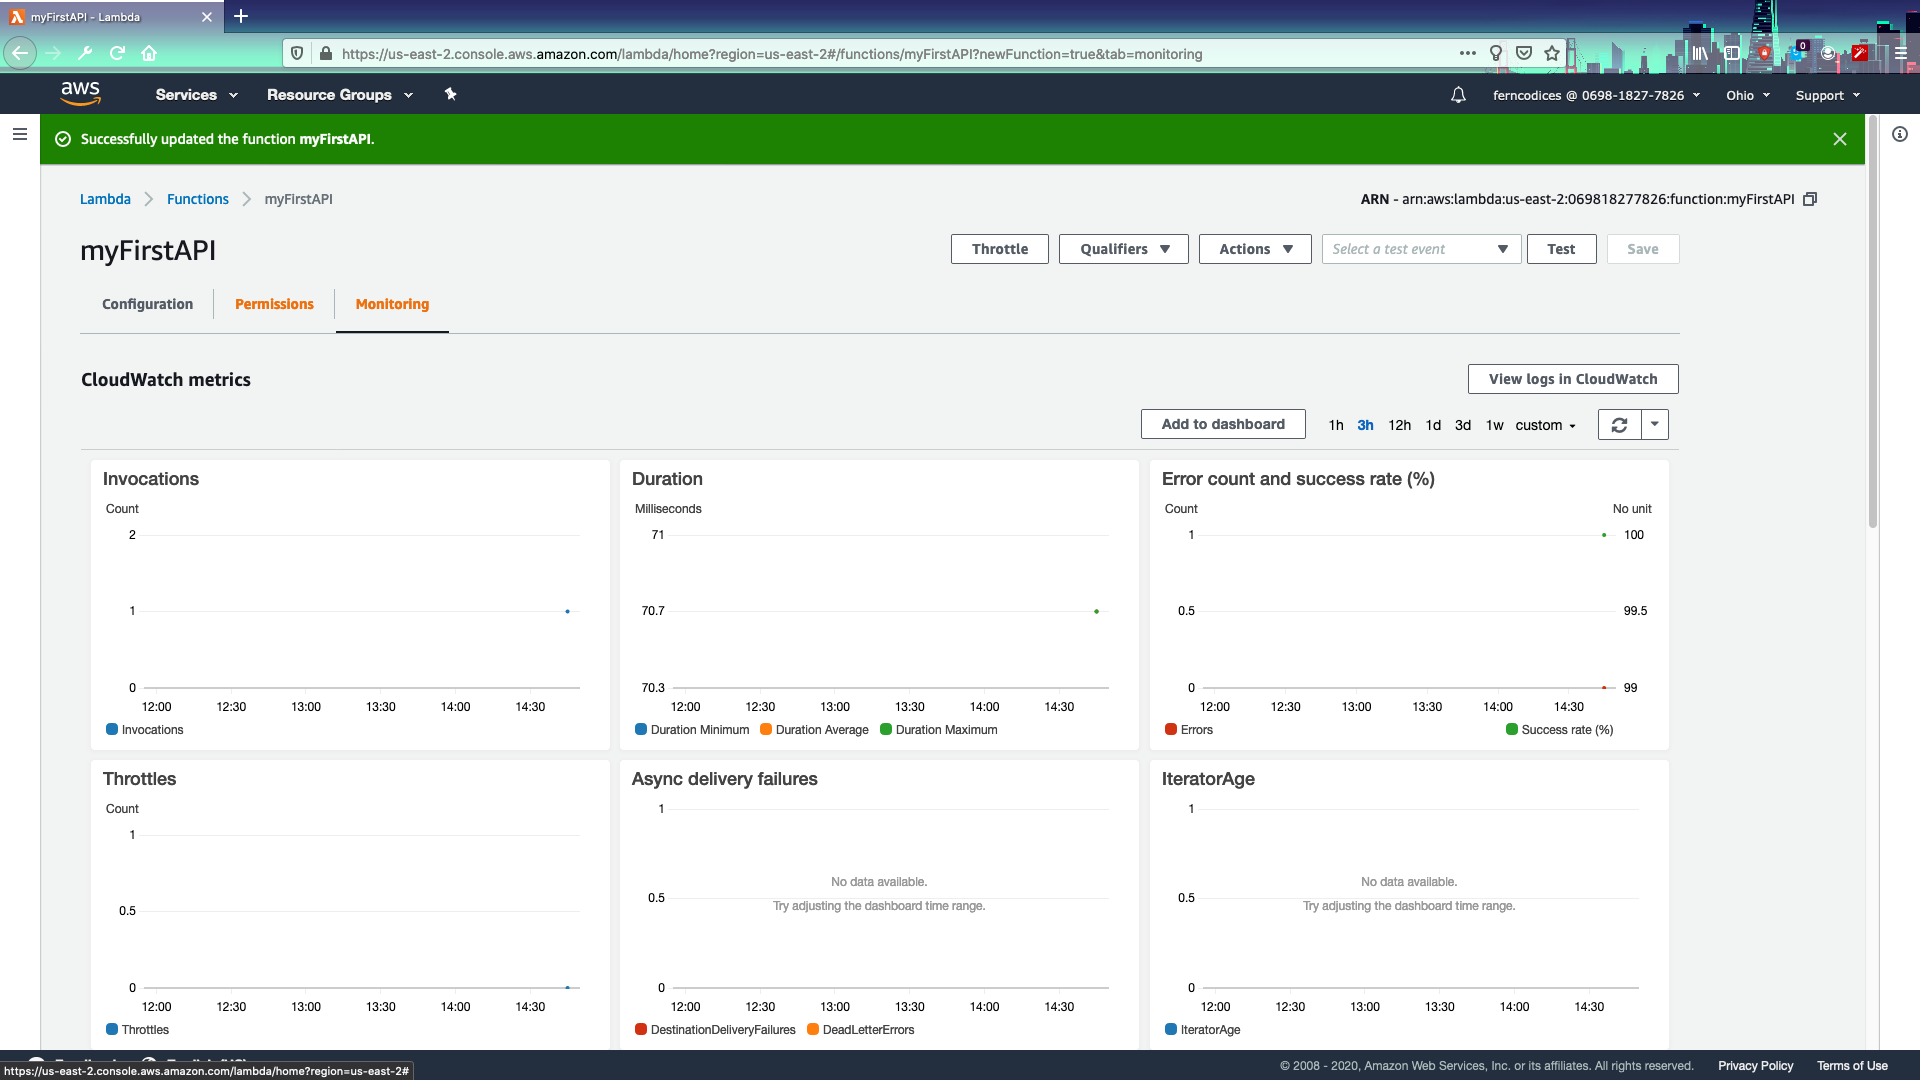 myFirstAPI - Lambda
https://us-east-2.console.aws.amazon.com/lambda/home?region=us-east-2#/functions/myFirstAPI?newFunction=true&tab=monitoring
0
aws
Services
Resource Groups
ferncodices @ 0698-1827-7826
Ohio
Support
Successfully updated the function myFirstAPI.
Lambda
Functions
myFirstAPI
ARN - arn:aws:lambda:us-east-2:069818277826:function:myFirstAPI
myFirstAPI
Throttle
Qualifiers
Actions
Select a test event
Test
Save
Configuration
Permissions
Monitoring
CloudWatch metrics
View logs in CloudWatch
Add to dashboard
1h 3h 12h 1d 3d 1w custom
Invocations
Count
2
1
0
12:00 12:30 13:00 13:30 14:00 14:30
Invocations
Duration
Milliseconds
71
70.7
70.3
12:00 12:30 13:00 13:30 14:00 14:30
Duration Minimum Duration Average Duration Maximum
Error count and success rate (%)
Count No unit
1 100
0.5 99.5
0 99
12:00 12:30 13:00 13:30 14:00 14:30
Errors Success rate (%)
Throttles
Count
1
0.5
0
12:00 12:30 13:00 13:30 14:00 14:30
Throttles
Async delivery failures
1
No data available.
0.5
Try adjusting the dashboard time range.
0
12:00 12:30 13:00 13:30 14:00 14:30
DestinationDeliveryFailures DeadLetterErrors
IteratorAge
1
No data available.
0.5
Try adjusting the dashboard time range.
0
12:00 12:30 13:00 13:30 14:00 14:30
IteratorAge
https://us-east-2.console.aws.amazon.com/lambda/home?region=us-east-2#
© 2008 - 2020, Amazon Web Services, Inc. or its affiliates. All rights reserved.
Privacy Policy
Terms of Use